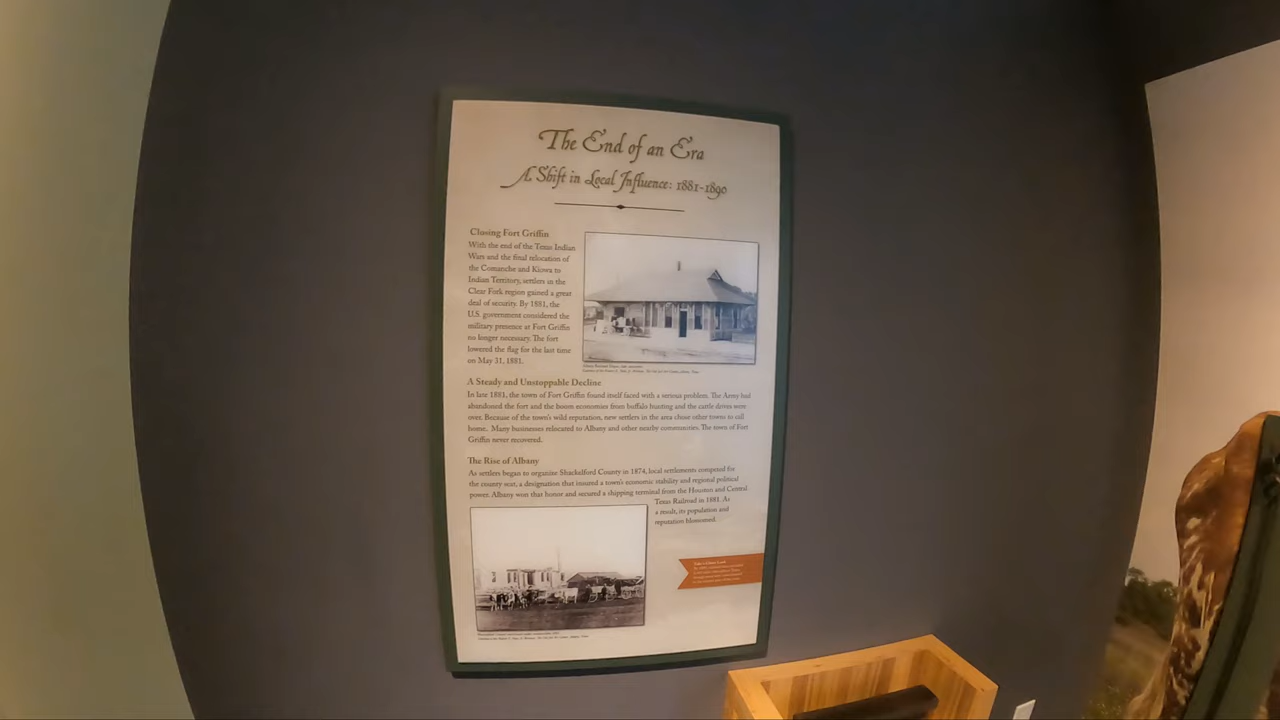 The End of an Era
A Shift in Local Influence: 1881-1890
Closing Fort Griffin
With the end of the Texas Indian
Wars and the final relocation of
the Comanche and Kiowa to
Indian Territory, settlers in the
Clear Fork region gained a great
deal of security. By 1881, the
U.S. government considered the
military presence at Fort Griffin
no longer necessary. The fort
lowered the flag for the last time
on May 31, 1881.
A Steady and Unstoppable Decline
In late 1881, the town of Fort Griffin found itself faced with a serious problem. The Army had
abandoned the fort and the boom economies from buffalo hunting and the cattle drives were
over. Because of the town's wild reputation, new settlers in the area chose other towns to call
home. Many businesses relocated to Albany and other nearby communities. The town of Fort
Griffin never recovered.
The Rise of Albany
As settlers began to organize Shackelford County in 1874, local settlements competed for
the county seat, a designation that insured a town's economic stability and regional political
power. Albany won that honor and secured a shipping terminal from the Houston and Central
Texas Railroad in 1881. As
a result, its population and
reputation blossomed.